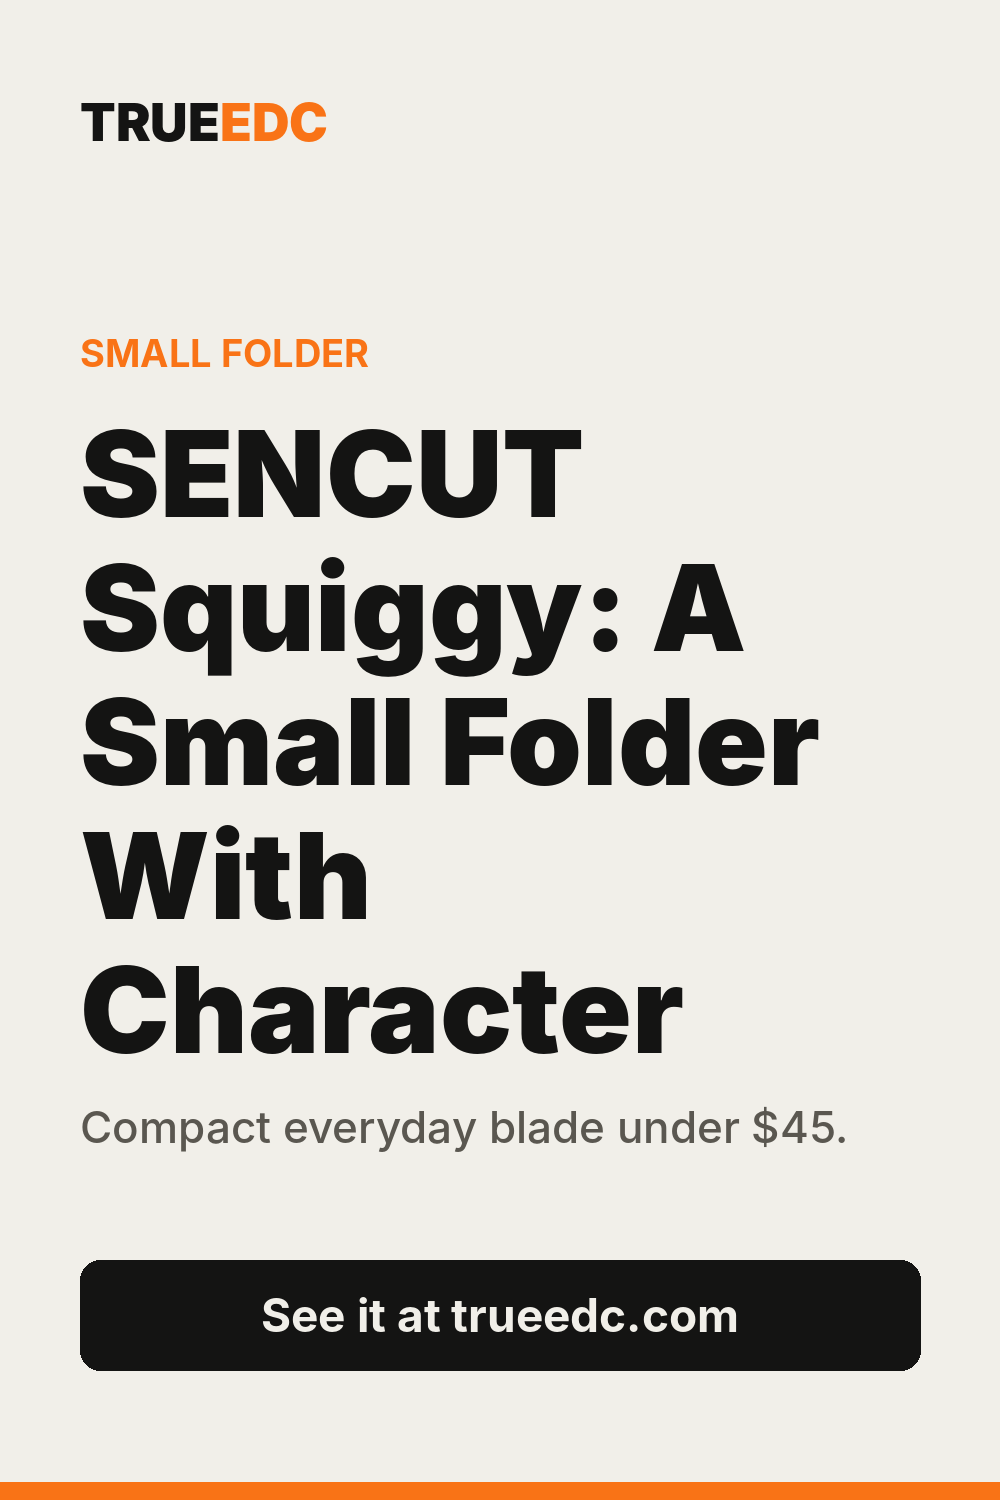 TRUEEDC
SMALL FOLDER
SENCUT
Squiggy: A
Small Folder
With
Character
Compact everyday blade under $45.
See it at trueedc.com